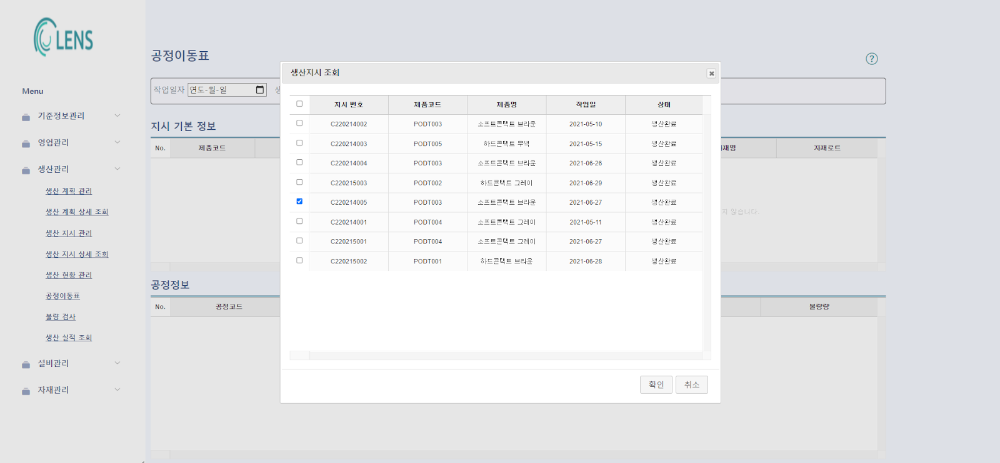 LENS
Menu
기준정보관리
영업관리
생산관리
생산 계획 관리
생산 계획 상세 조회
생산 지시 관리
생산 지시 상세 조회
생산 현황 관리
공정이동표
불량 검사
생산 실적 조회
설비관리
자재관리
공정이동표
?
작업일자 연도-월-일
지시 기본 정보
No. 제품코드 자재로트
지 않습니다.
공정정보
No. 공정코드 불량량
생산지시 조회
지시 번호 제품코드 제품명 작업일 상태
C220214002 PODT003 소프트콘택트 브라운 2021-05-10 생산완료
C220214003 PODT005 하드콘택트 무색 2021-05-15 생산완료
C220214004 PODT003 소프트콘택트 브라운 2021-06-26 생산완료
C220215003 PODT002 하드콘택트 그레이 2021-06-29 생산완료
C220214005 PODT003 소프트콘택트 브라운 2021-06-27 생산완료
C220214001 PODT004 소프트콘택트 그레이 2021-05-11 생산완료
C220215001 PODT004 소프트콘택트 그레이 2021-06-27 생산완료
C220215002 PODT001 하드콘택트 브라운 2021-06-28 생산완료
확인 취소